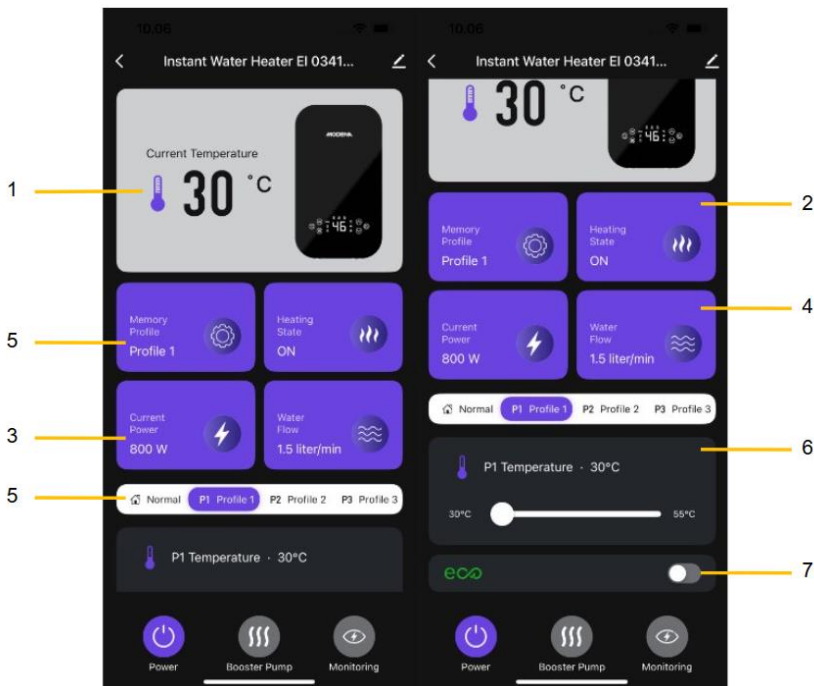 10.06
Instant Water Heater EI 0341...
Current Temperature
30 °C
MODENA
46
1
Memory
Profile
Profile 1
Heating
State
ON
5
Current
Power
800 W
Water
Flow
1.5 liter/min
3
Normal P1 Profile 1 P2 Profile 2 P3 Profile 3
5
P1 Temperature · 30°C
Power Booster Pump Monitoring
10.06
Instant Water Heater EI 0341...
30 °C
46
Memory
Profile
Profile 1
Heating
State
ON
2
Current
Power
800 W
Water
Flow
1.5 liter/min
4
Normal P1 Profile 1 P2 Profile 2 P3 Profile 3
P1 Temperature · 30°C
6
30°C 55°C
eco
7
Power Booster Pump Monitoring